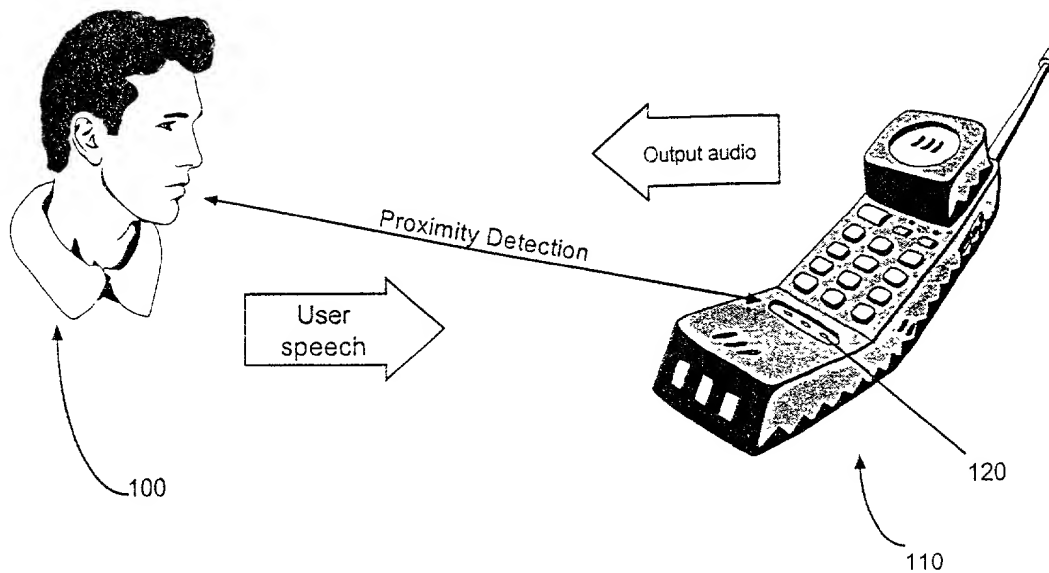 Output audio
Proximity Detection
User
speech
100
120
110